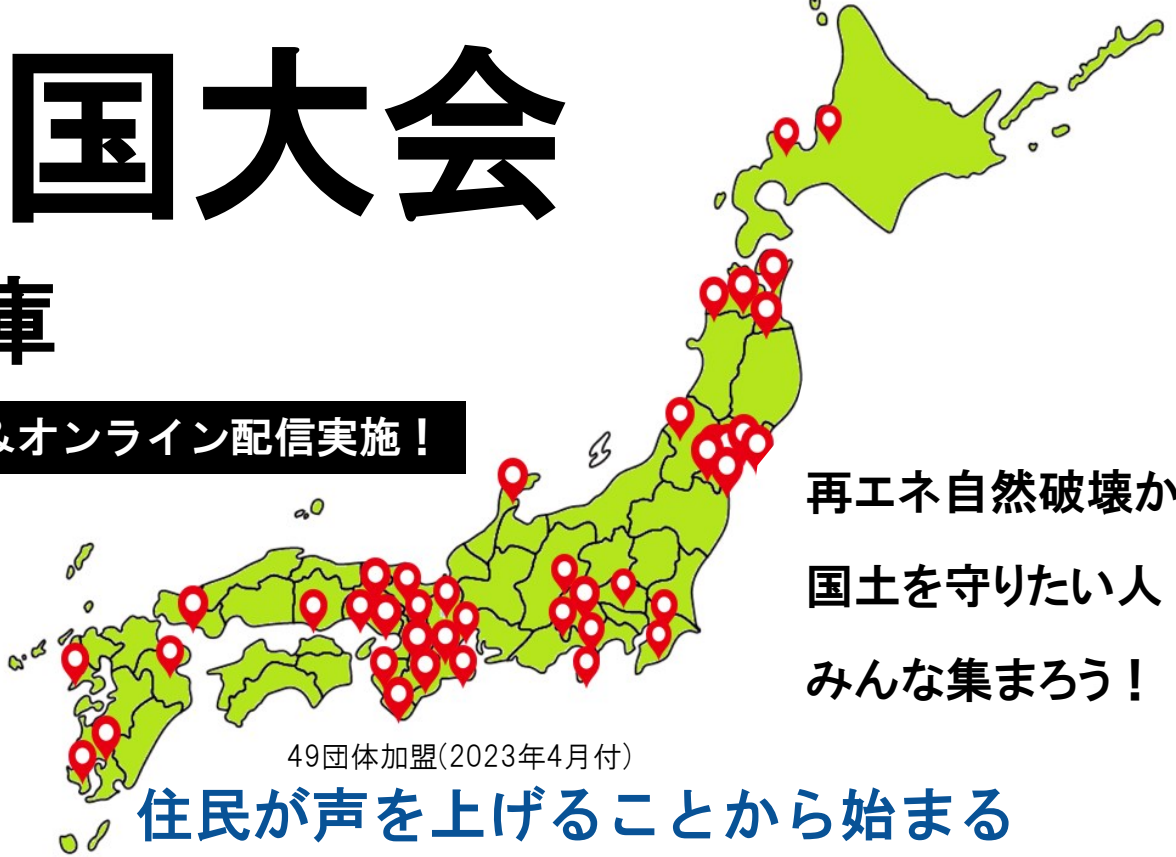 国大会
庫
&オンライン配信実施！
再エネ自然破壊か
国土を守りたい人
みんな集まろう！
49団体加盟(2023年4月付)
住民が声を上げることから始まる